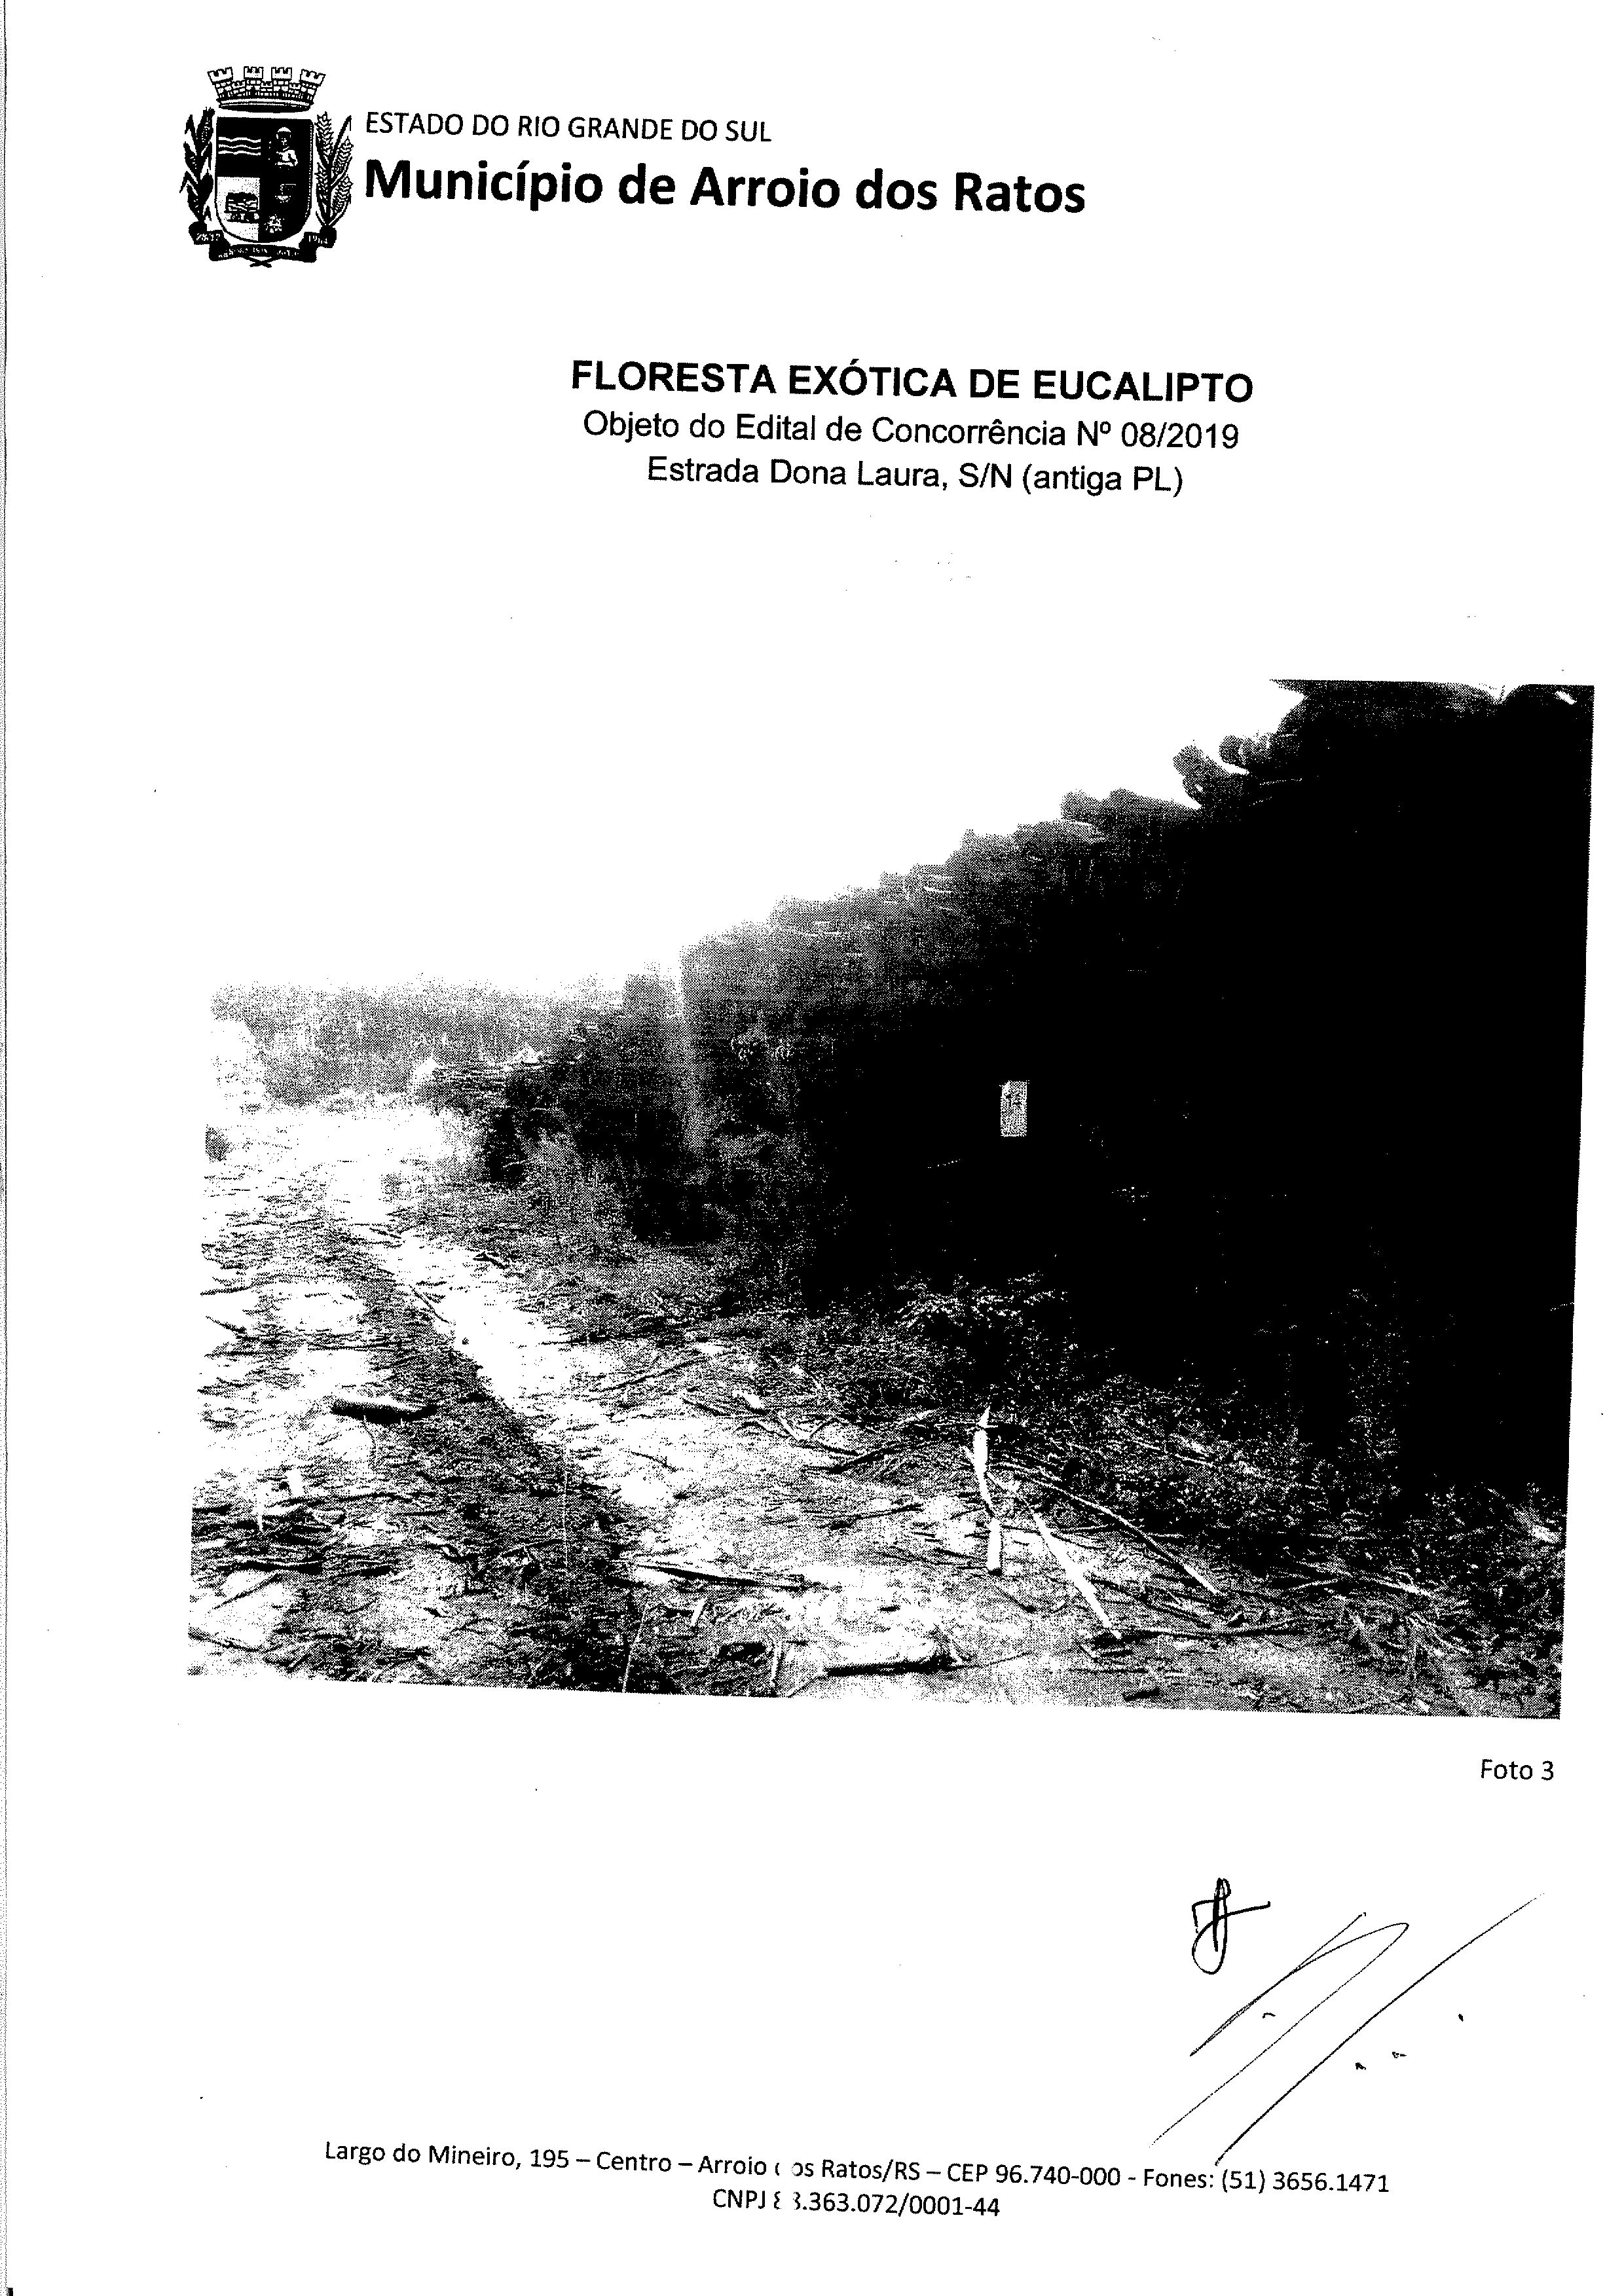 ESTADO DO RIO GRANDE DO SUL
Município de Arroio dos Ratos
FLORESTA EXÓTICA DE EUCALIPTO
Objeto do Edital de Concorrência Nº 08/2019
Estrada Dona Laura, S/N (antiga PL)
14
Foto 3
Largo do Mineiro, 195 – Centro – Arroio os Ratos/RS – CEP 96.740-000 - Fones: (51) 3656.1471
CNPJ .363.072/0001-44